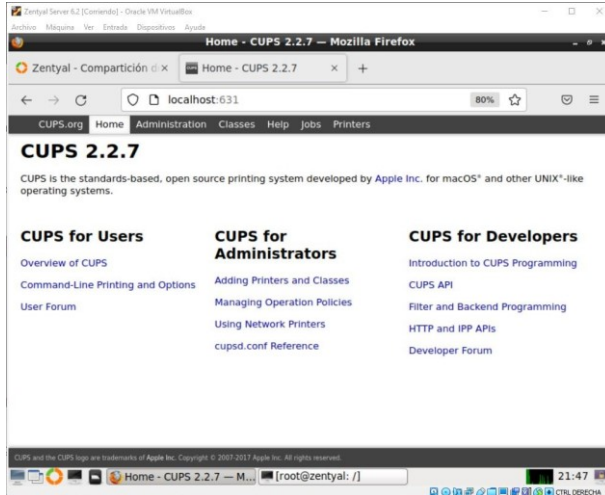 Zentyal Server 6.2 [Corriendo] - Oracle VM VirtualBox
Archivo Máquina Ver Entrada Dispositivos Ayuda
Home - CUPS 2.2.7 — Mozilla Firefox
Zentyal - Compartición d
Home - CUPS 2.2.7
localhost:631
80%
CUPS.org Home Administration Classes Help Jobs Printers
CUPS 2.2.7
CUPS is the standards-based, open source printing system developed by Apple Inc. for macOS® and other UNIX®-like
operating systems.
CUPS for Users
Overview of CUPS
Command-Line Printing and Options
User Forum
CUPS for
Administrators
Adding Printers and Classes
Managing Operation Policies
Using Network Printers
cupsd.conf Reference
CUPS for Developers
Introduction to CUPS Programming
CUPS API
Filter and Backend Programming
HTTP and IPP APIs
Developer Forum
CUPS and the CUPS logo are trademarks of Apple Inc. Copyright © 2007-2017 Apple Inc. All rights reserved.
Home - CUPS 2.2.7 — M...
[root@zentyal: /]
21:47
CTRL DERECHA